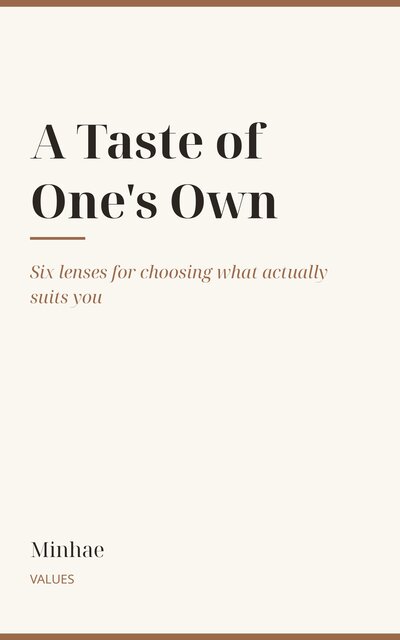 A Taste of
One's Own
Six lenses for choosing what actually
suits you
Minhae
VALUES